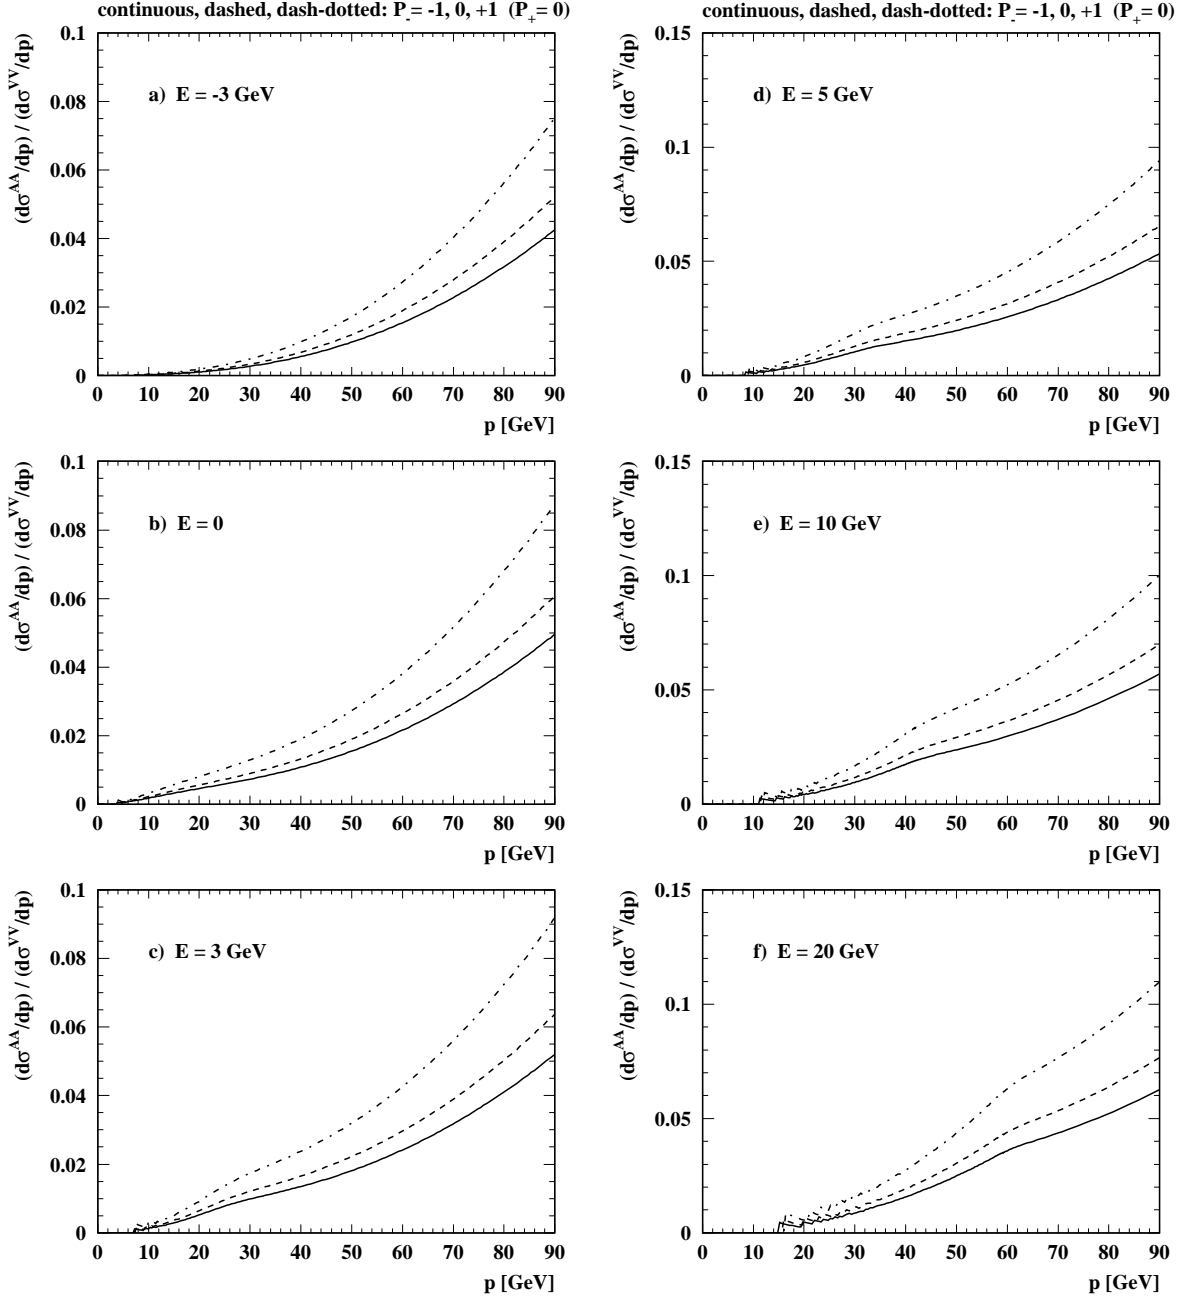 continuous, dashed, dash-dotted: P_-= -1, 0, +1 (P_+= 0)
(dσ^AA/dp) / (dσ^VV/dp)
0.1
0.08
0.06
0.04
0.02
0
a) E = -3 GeV
0 10 20 30 40 50 60 70 80 90
p [GeV]
(dσ^AA/dp) / (dσ^VV/dp)
0.1
0.08
0.06
0.04
0.02
0
b) E = 0
0 10 20 30 40 50 60 70 80 90
p [GeV]
(dσ^AA/dp) / (dσ^VV/dp)
0.1
0.08
0.06
0.04
0.02
0
c) E = 3 GeV
0 10 20 30 40 50 60 70 80 90
p [GeV]
continuous, dashed, dash-dotted: P_-= -1, 0, +1 (P_+= 0)
(dσ^AA/dp) / (dσ^VV/dp)
0.15
0.1
0.05
0
d) E = 5 GeV
0 10 20 30 40 50 60 70 80 90
p [GeV]
(dσ^AA/dp) / (dσ^VV/dp)
0.15
0.1
0.05
0
e) E = 10 GeV
0 10 20 30 40 50 60 70 80 90
p [GeV]
(dσ^AA/dp) / (dσ^VV/dp)
0.15
0.1
0.05
0
f) E = 20 GeV
0 10 20 30 40 50 60 70 80 90
p [GeV]